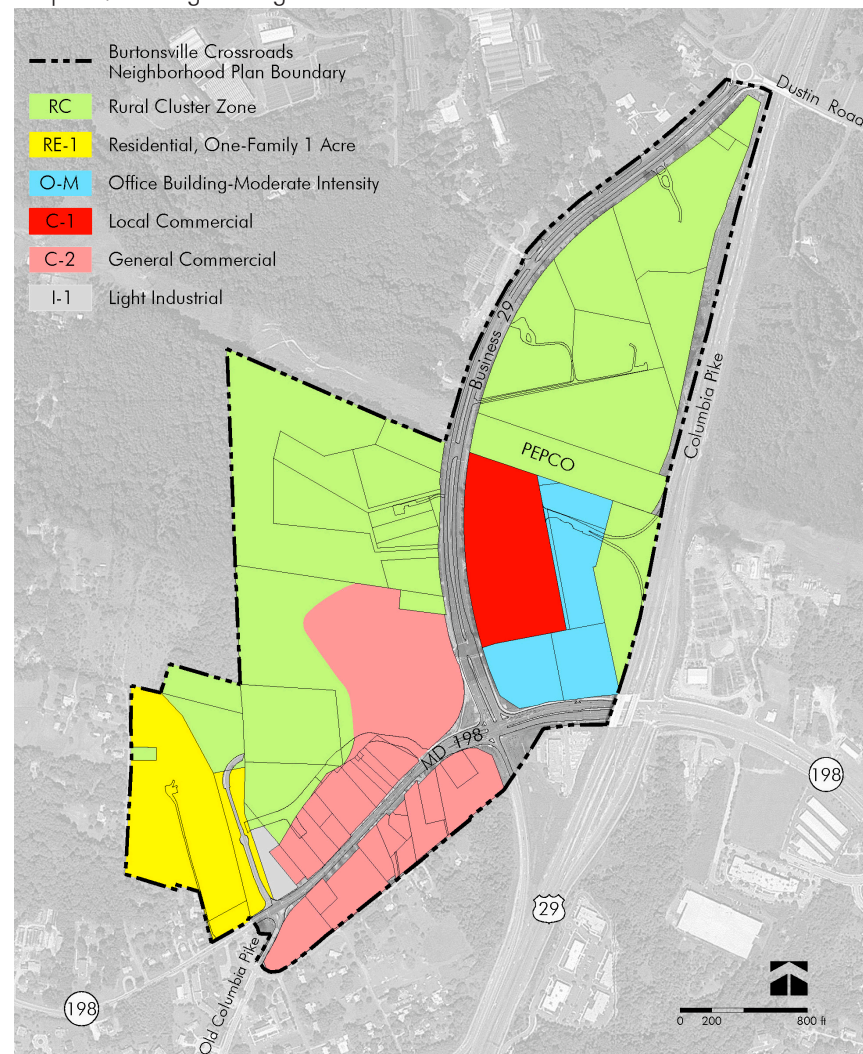 Burtonsville Crossroads
Neighborhood Plan Boundary
RC Rural Cluster Zone
RE-1 Residential, One-Family 1 Acre
O-M Office Building-Moderate Intensity
C-1 Local Commercial
C-2 General Commercial
I-1 Light Industrial
Dustin Road
Business 29
Columbia Pike
PEPCO
MD 198
198
29
Old Columbia Pike
198
0 200 800 ft